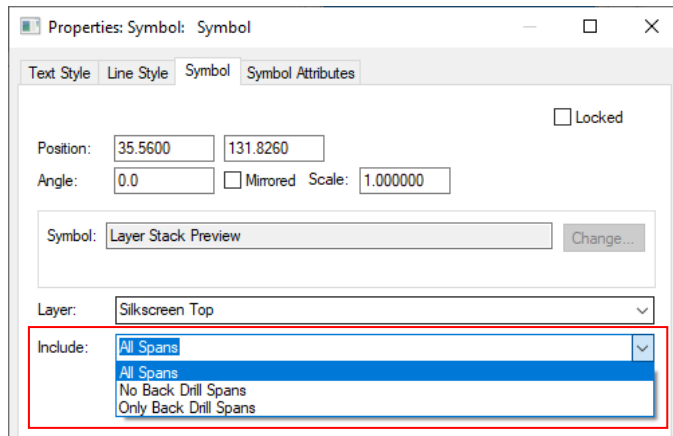 Properties: Symbol: Symbol
Text Style Line Style Symbol Symbol Attributes
Locked
Position: 35.5600 131.8260
Angle: 0.0 Mirrored Scale: 1.000000
Symbol: Layer Stack Preview Change...
Layer: Silkscreen Top
Include: All Spans
All Spans
No Back Drill Spans
Only Back Drill Spans